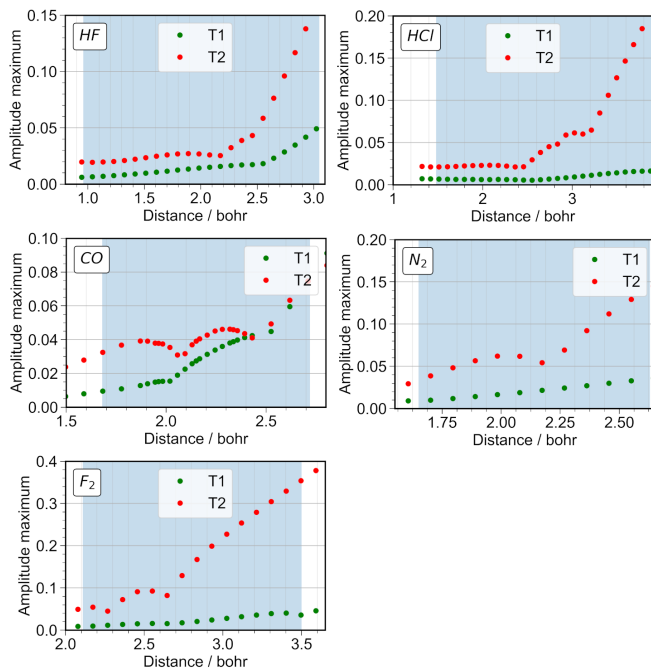 HF
T1
T2
Amplitude maximum
0.15
0.10
0.05
0.00
1.0 1.5 2.0 2.5 3.0
Distance / bohr
HCl
T1
T2
Amplitude maximum
0.20
0.15
0.10
0.05
0.00
1 2 3
Distance / bohr
CO
T1
T2
Amplitude maximum
0.10
0.08
0.06
0.04
0.02
0.00
1.5 2.0 2.5
Distance / bohr
N2
T1
T2
Amplitude maximum
0.20
0.15
0.10
0.05
0.00
1.75 2.00 2.25 2.50
Distance / bohr
F2
T1
T2
Amplitude maximum
0.4
0.3
0.2
0.1
0.0
2.0 2.5 3.0 3.5
Distance / bohr